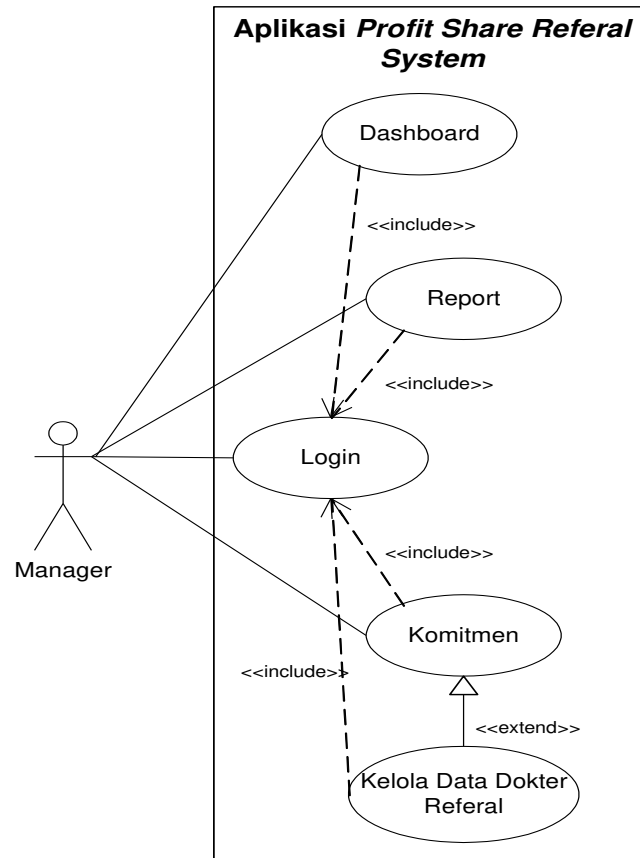 Aplikasi Profit Share Referal
System
Dashboard
<<include>>
Report
<<include>>
Login
Manager
<<include>>
Komitmen
<<include>>
<<extend>>
Kelola Data Dokter
Referal